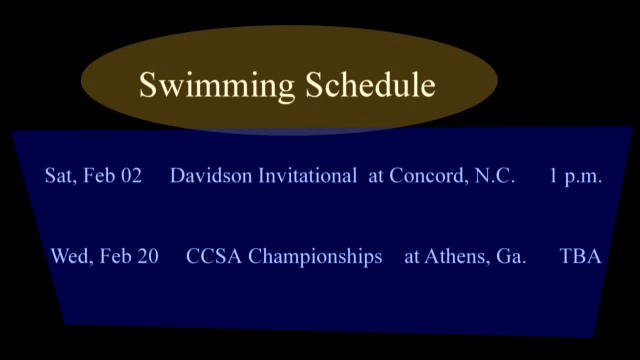 Swimming Schedule
Sat, Feb 02 Davidson Invitational at Concord, N.C. 1 p.m.
Wed, Feb 20 CCSA Championships at Athens, Ga. TBA